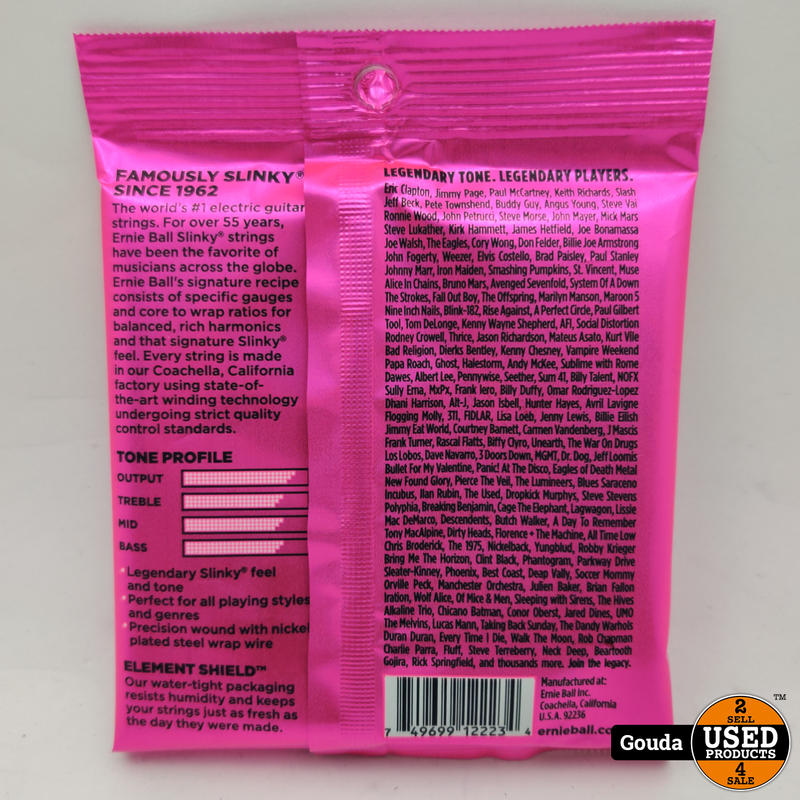 FAMOUSLY SLINKY®
SINCE 1962
The world's #1 electric guitar
strings. For over 55 years,
Ernie Ball Slinky® strings
have been the favorite of
musicians across the globe.
Ernie Ball's signature recipe
consists of specific gauges
and core to wrap ratios for
balanced, rich harmonics
and that signature Slinky®
feel. Every string is made
in our Coachella, California
factory using state-of-
the-art winding technology
undergoing strict quality
control standards.
TONE PROFILE
OUTPUT
TREBLE
MID
BASS
• Legendary Slinky® feel
and tone
• Perfect for all playing styles
and genres
• Precision wound with nickel
plated steel wrap wire
ELEMENT SHIELD™
Our water-tight packaging
resists humidity and keeps
your strings just as fresh as
the day they were made.
LEGENDARY TONE. LEGENDARY PLAYERS.
Eric Clapton, Jimmy Page, Paul McCartney, Keith Richards, Slash
Jeff Beck, Pete Townshend, Buddy Guy, Angus Young, Steve Vai
Ronnie Wood, John Petrucci, Steve Morse, John Mayer, Mick Mars
Steve Lukather, Kirk Hammett, James Hetfield, Joe Bonamassa
Joe Walsh, The Eagles, Cory Wong, Don Felder, Billie Joe Armstrong
John Fogerty, Weezer, Elvis Costello, Brad Paisley, Paul Stanley
Johnny Marr, Iron Maiden, Smashing Pumpkins, St. Vincent, Muse
Alice In Chains, Bruno Mars, Avenged Sevenfold, System Of A Down
The Strokes, Fall Out Boy, The Offspring, Marilyn Manson, Maroon 5
Nine Inch Nails, Blink-182, Rise Against, A Perfect Circle, Paul Gilbert
Tool, Tom DeLonge, Kenny Wayne Shepherd, AFI, Social Distortion
Rodney Crowell, Thrice, Jason Richardson, Mateus Asato, Kurt Vile
Bad Religion, Dierks Bentley, Kenny Chesney, Vampire Weekend
Papa Roach, Ghost, Halestorm, Andy McKee, Sublime with Rome
Dawes, Albert Lee, Pennywise, Seether, Sum 41, Billy Talent, NOFX
Sully Erna, MxPx, Frank Iero, Billy Duffy, Omar Rodriguez-Lopez
Dhani Harrison, Alt-J, Jason Isbell, Hunter Hayes, Avril Lavigne
Flogging Molly, 311, FIDLAR, Lisa Loeb, Jenny Lewis, Billie Eilish
Jimmy Eat World, Courtney Barnett, Carmen Vandenberg, J Mascis
Frank Turner, Rascal Flatts, Biffy Clyro, Unearth, The War On Drugs
Los Lobos, Dave Navarro, 3 Doors Down, MGMT, Dr. Dog, Jeff Loomis
Bullet For My Valentine, Panic! At The Disco, Eagles of Death Metal
New Found Glory, Pierce The Veil, The Lumineers, Blues Saraceno
Incubus, Ilan Rubin, The Used, Dropkick Murphys, Steve Stevens
Polyphia, Breaking Benjamin, Cage The Elephant, Lagwagon, Lissie
Mac DeMarco, Descendents, Butch Walker, A Day To Remember
Tony MacAlpine, Dirty Heads, Florence + The Machine, All Time Low
Chris Broderick, The 1975, Nickelback, Yungblud, Robby Krieger
Bring Me The Horizon, Clint Black, Phantogram, Parkway Drive
Sleater-Kinney, Phoenix, Best Coast, Deap Vally, Soccer Mommy
Orville Peck, Manchester Orchestra, Julien Baker, Brian Fallon
Iration, Wolf Alice, Of Mice & Men, Sleeping with Sirens, The Hives
Alkaline Trio, Chicano Batman, Conor Oberst, Jared Dines, UMO
The Melvins, Lucas Mann, Taking Back Sunday, The Dandy Warhols
Duran Duran, Every Time I Die, Walk The Moon, Rob Chapman
Charlie Parra, Fluff, Steve Terreberry, Neck Deep, Beartooth
Gojira, Rick Springfield, and thousands more. Join the legacy.
7 49699 12223 4
Manufactured at:
Ernie Ball Inc.
Coachella, California
U.S.A. 92236
ernieball.co
Gouda
2
SELL
USED
PRODUCTS
4
SALE
™